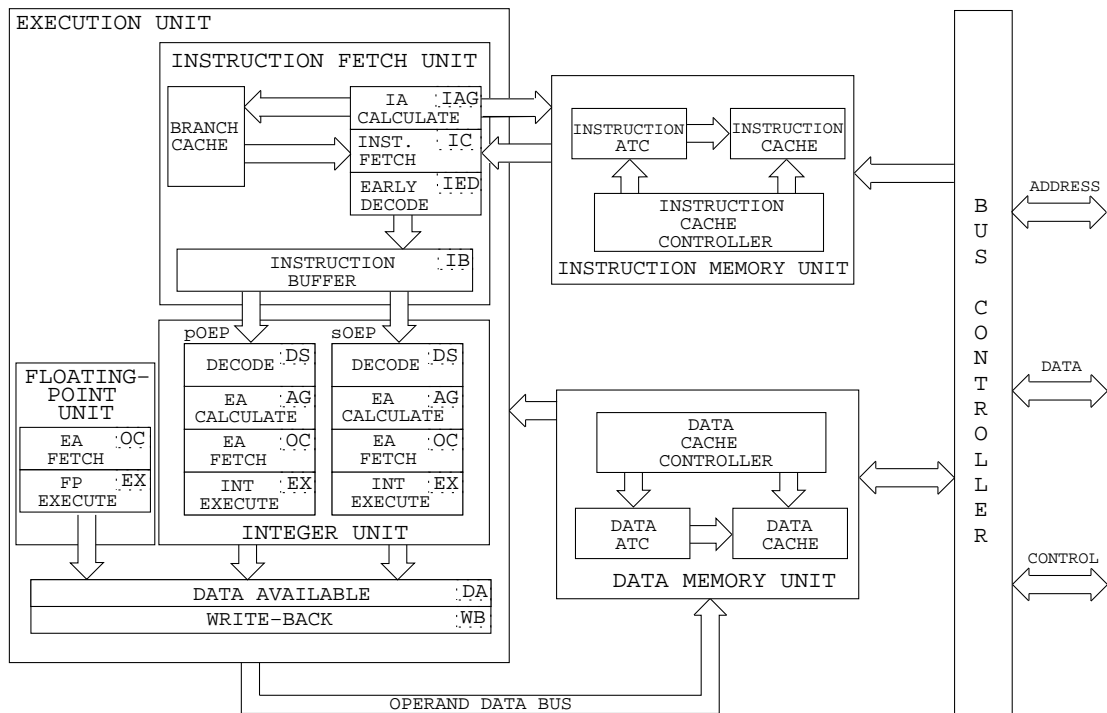 EXECUTION UNIT
INSTRUCTION FETCH UNIT
BRANCH
CACHE
IA
CALCULATE
IAG
INST.
FETCH
IC
EARLY
DECODE
IED
INSTRUCTION
BUFFER
IB
pOEP
sOEP
DECODE
DS
EA
CALCULATE
AG
EA
FETCH
OC
INT
EXECUTE
EX
DECODE
DS
EA
CALCULATE
AG
EA
FETCH
OC
INT
EXECUTE
EX
INTEGER UNIT
FLOATING-
POINT
UNIT
EA
FETCH
OC
FP
EXECUTE
EX
DATA AVAILABLE
DA
WRITE-BACK
WB
OPERAND DATA BUS
INSTRUCTION
ATC
INSTRUCTION
CACHE
INSTRUCTION
CACHE
CONTROLLER
INSTRUCTION MEMORY UNIT
DATA
CACHE
CONTROLLER
DATA
ATC
DATA
CACHE
DATA MEMORY UNIT
BUS CONTROLLER
ADDRESS
DATA
CONTROL